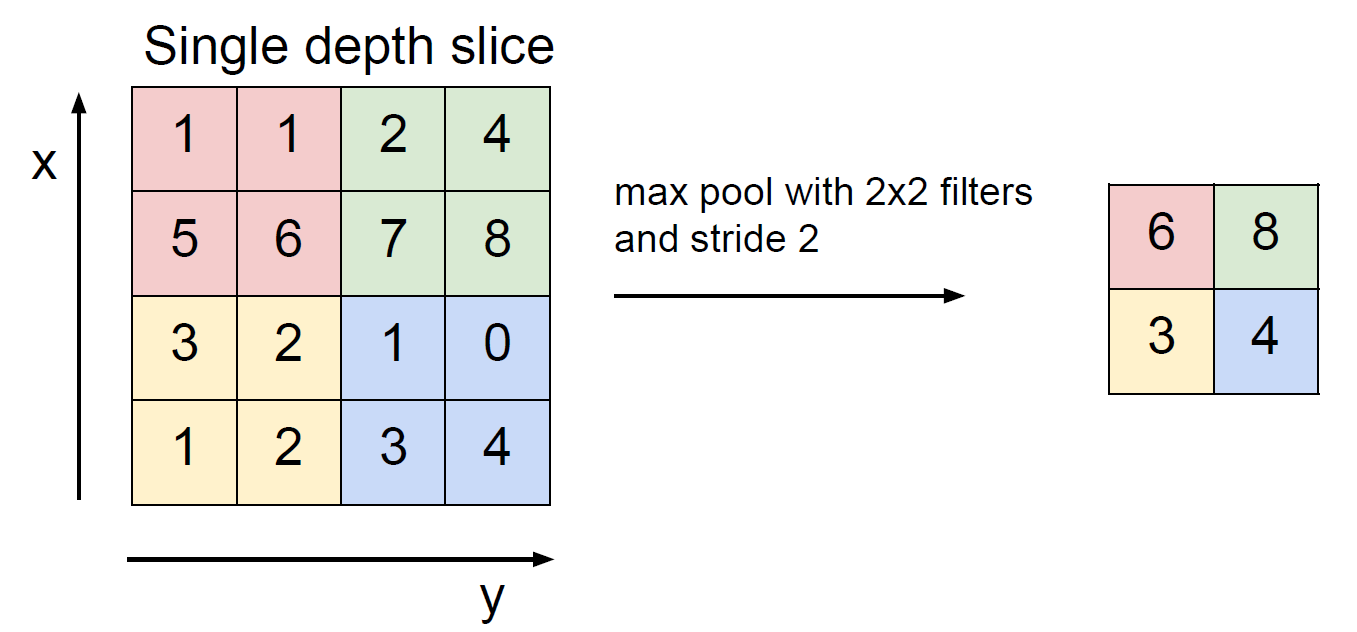 Single depth slice
x
1 1 2 4
5 6 7 8
3 2 1 0
1 2 3 4
y
max pool with 2x2 filters
and stride 2
6 8
3 4